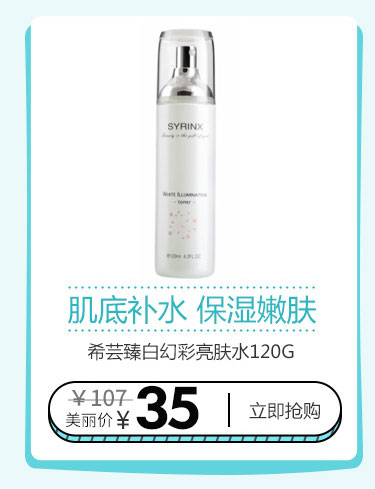 SYRINX
WHITE ILLUMINATION
- toner -
肌底补水 保湿嫩肤
希芸臻白幻彩亮肤水120G
￥107
美丽价￥35
立即抢购